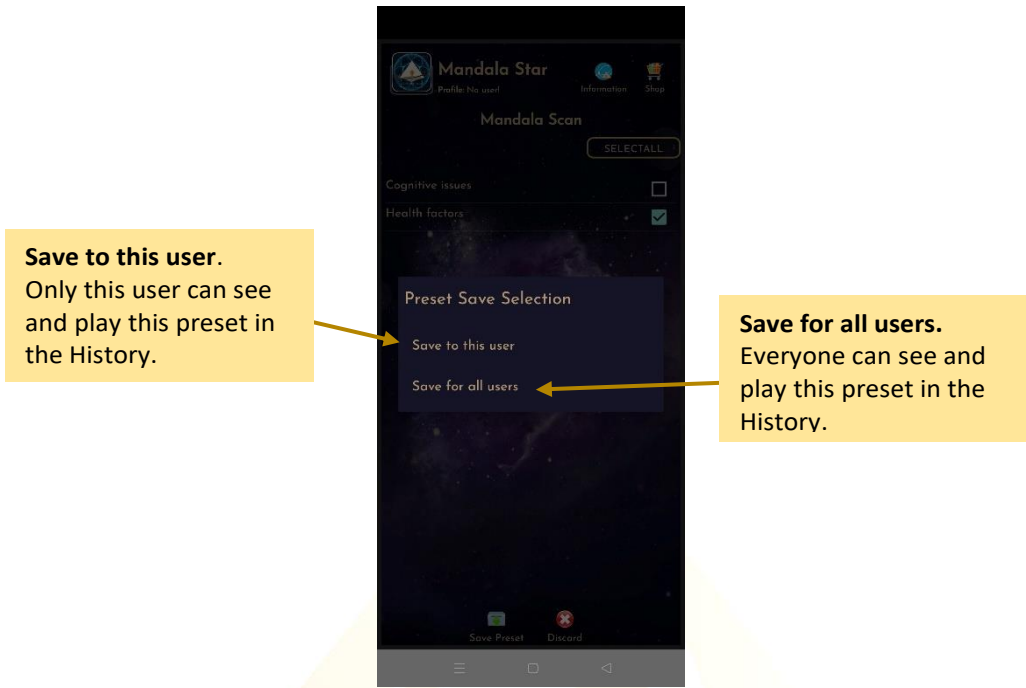 Mandala Star
Profile: No user!
Information
Shop
Mandala Scan
SELECTALL
Cognitive issues
Health factors
Save to this user.
Only this user can see
and play this preset in
the History.
Preset Save Selection
Save to this user
Save for all users
Save for all users.
Everyone can see and
play this preset in the
History.
Save Preset
Discard